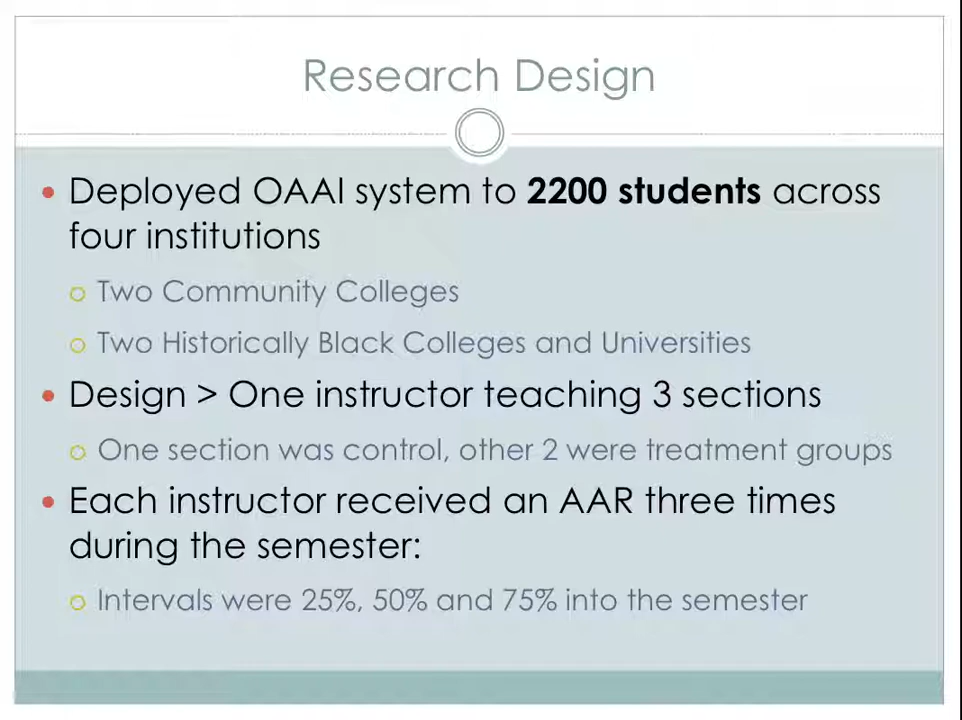 Research Design
Deployed OAAI system to 2200 students across
four institutions
Two Community Colleges
Two Historically Black Colleges and Universities
Design > One instructor teaching 3 sections
One section was control, other 2 were treatment groups
Each instructor received an AAR three times
during the semester:
Intervals were 25%, 50% and 75% into the semester